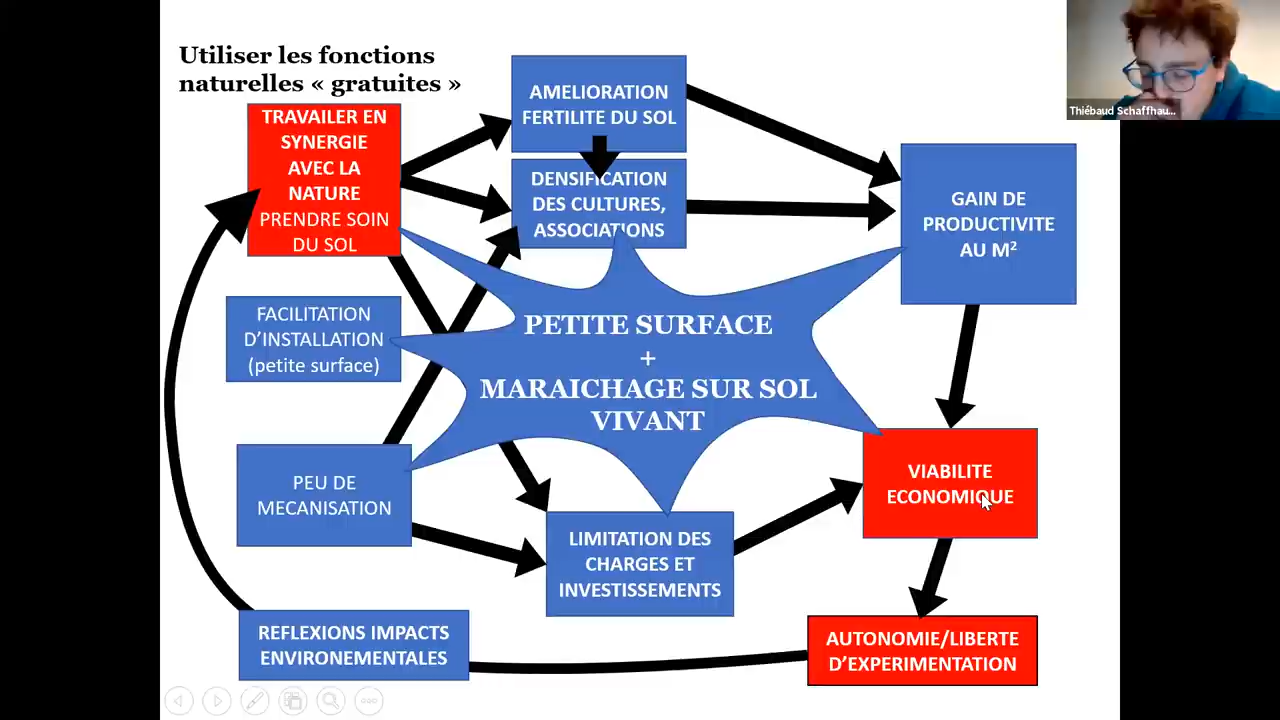 Utiliser les fonctions
naturelles « gratuites »
TRAVAILER EN
SYNERGIE
AVEC LA
NATURE
PRENDRE SOIN
DU SOL
AMELIORATION
FERTILITE DU SOL
DENSIFICATION
DES CULTURES,
ASSOCIATIONS
GAIN DE
PRODUCTIVITE
AU M²
Thiébaud Schaffhau...
FACILITATION
D'INSTALLATION
(petite surface)
PETITE SURFACE
+
MARAICHAGE SUR SOL
VIVANT
PEU DE
MECANISATION
LIMITATION DES
CHARGES ET
INVESTISSEMENTS
VIABILITE
ECONOMIQUE
REFLEXIONS IMPACTS
ENVIRONEMENTALES
AUTONOMIE/LIBERTE
D'EXPERIMENTATION